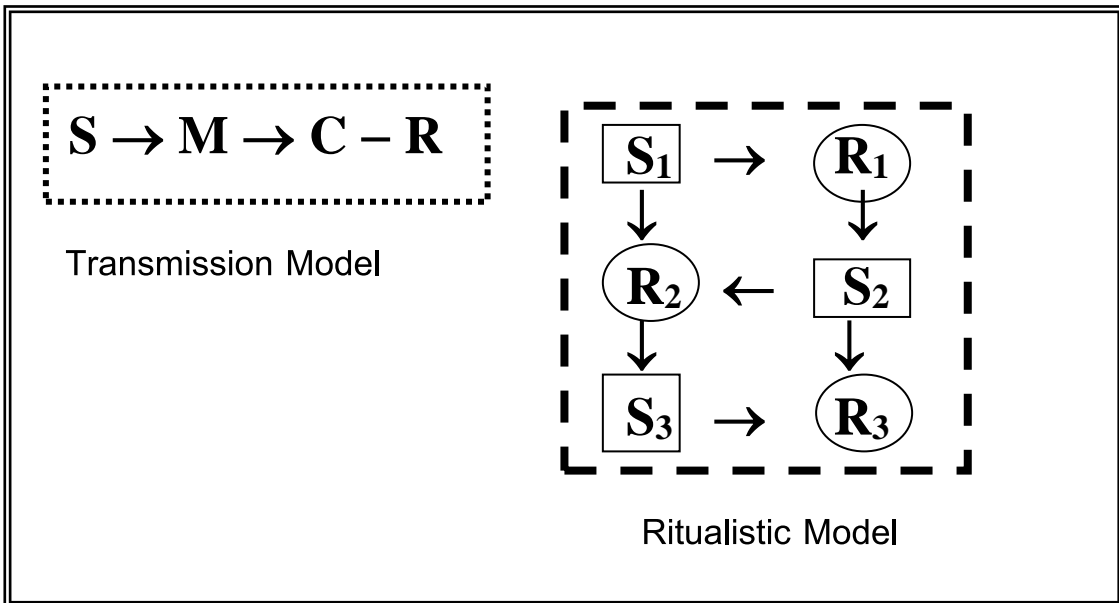 S → M → C – R
Transmission Model
S₁ → R₁
↓ ↓
R₂ ← S₂
↓ ↓
S₃ → R₃
Ritualistic Model